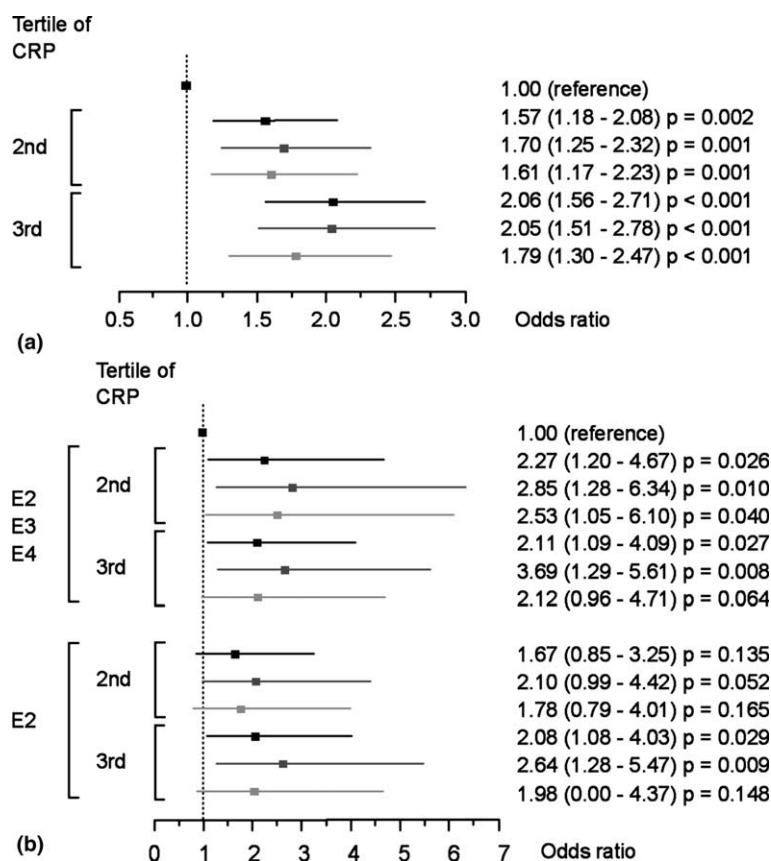 Tertile of
CRP
1.00 (reference)
1.57 (1.18 - 2.08) p = 0.002
2nd
1.70 (1.25 - 2.32) p = 0.001
1.61 (1.17 - 2.23) p = 0.001
2.06 (1.56 - 2.71) p < 0.001
3rd
2.05 (1.51 - 2.78) p < 0.001
1.79 (1.30 - 2.47) p < 0.001
0.5 1.0 1.5 2.0 2.5 3.0 Odds ratio
(a)
Tertile of
CRP
1.00 (reference)
2.27 (1.20 - 4.67) p = 0.026
2nd
2.85 (1.28 - 6.34) p = 0.010
E2
2.53 (1.05 - 6.10) p = 0.040
E3
2.11 (1.09 - 4.09) p = 0.027
E4
3rd
3.69 (1.29 - 5.61) p = 0.008
2.12 (0.96 - 4.71) p = 0.064
1.67 (0.85 - 3.25) p = 0.135
2nd
2.10 (0.99 - 4.42) p = 0.052
1.78 (0.79 - 4.01) p = 0.165
E2
2.08 (1.08 - 4.03) p = 0.029
3rd
2.64 (1.28 - 5.47) p = 0.009
1.98 (0.00 - 4.37) p = 0.148
(b)
0 1 2 3 4 5 6 7 Odds ratio